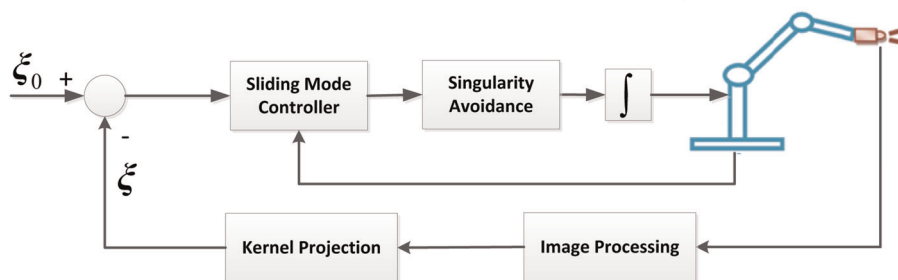 ξ₀ +
Sliding Mode
Controller
Singularity
Avoidance
∫
-
ξ
Kernel Projection
Image Processing